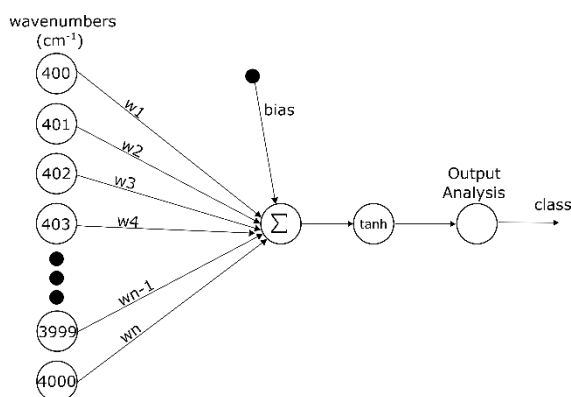 wavenumbers
(cm⁻¹)
400
401
402
403
3999
4000
w1
w2
w3
w4
wn-1
wn
bias
Σ
tanh
Output
Analysis
class